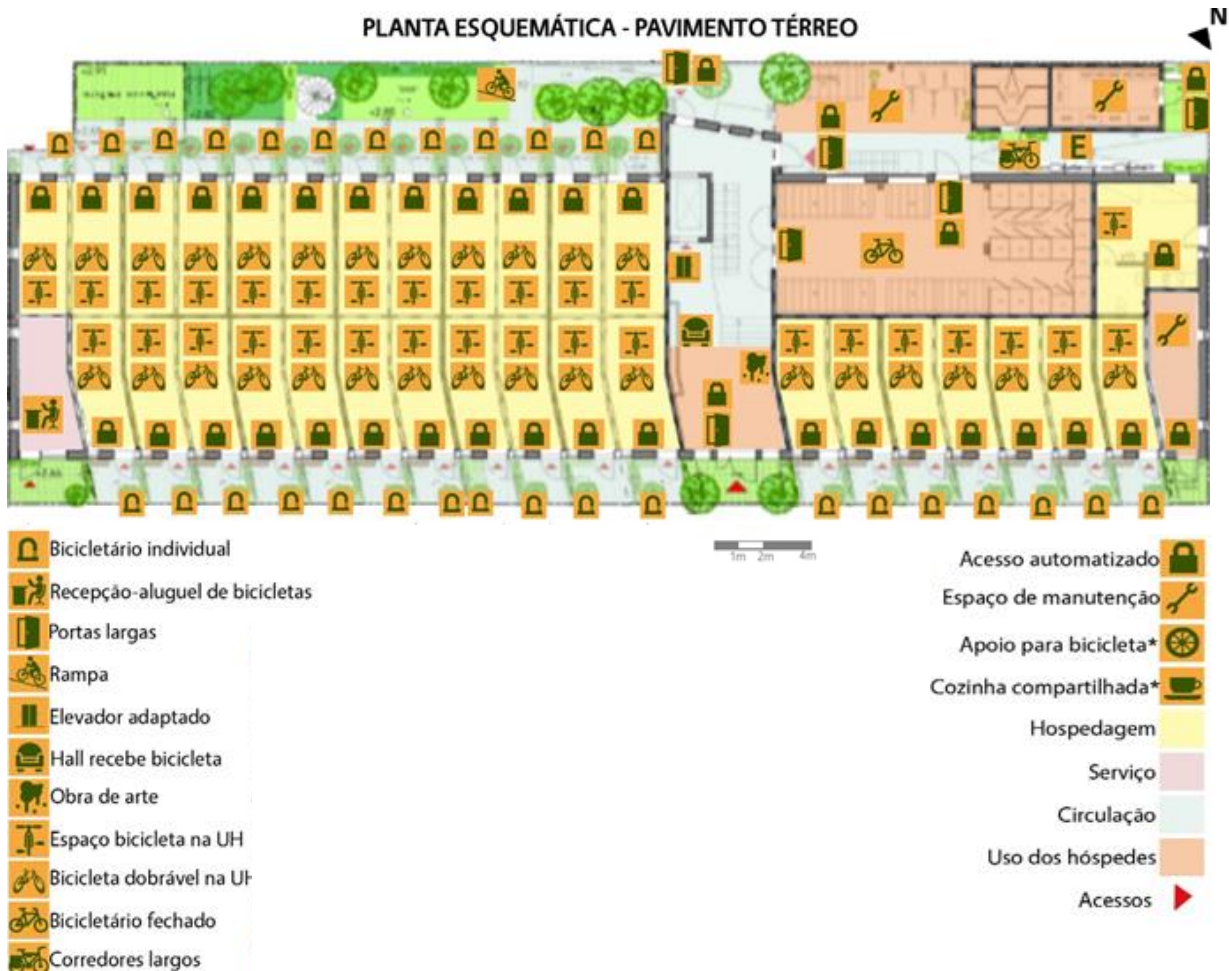 PLANTA ESQUEMÁTICA - PAVIMENTO TÉRREO
N
E
1m 2m 4m
Bicicletário individual
Recepção-aluguel de bicicletas
Portas largas
Rampa
Elevador adaptado
Hall recebe bicicleta
Obra de arte
Espaço bicicleta na UH
Bicicleta dobrável na UH
Bicicletário fechado
Corredores largos
Acesso automatizado
Espaço de manutenção
Apoio para bicicleta*
Cozinha compartilhada*
Hospedagem
Serviço
Circulação
Uso dos hóspedes
Acessos